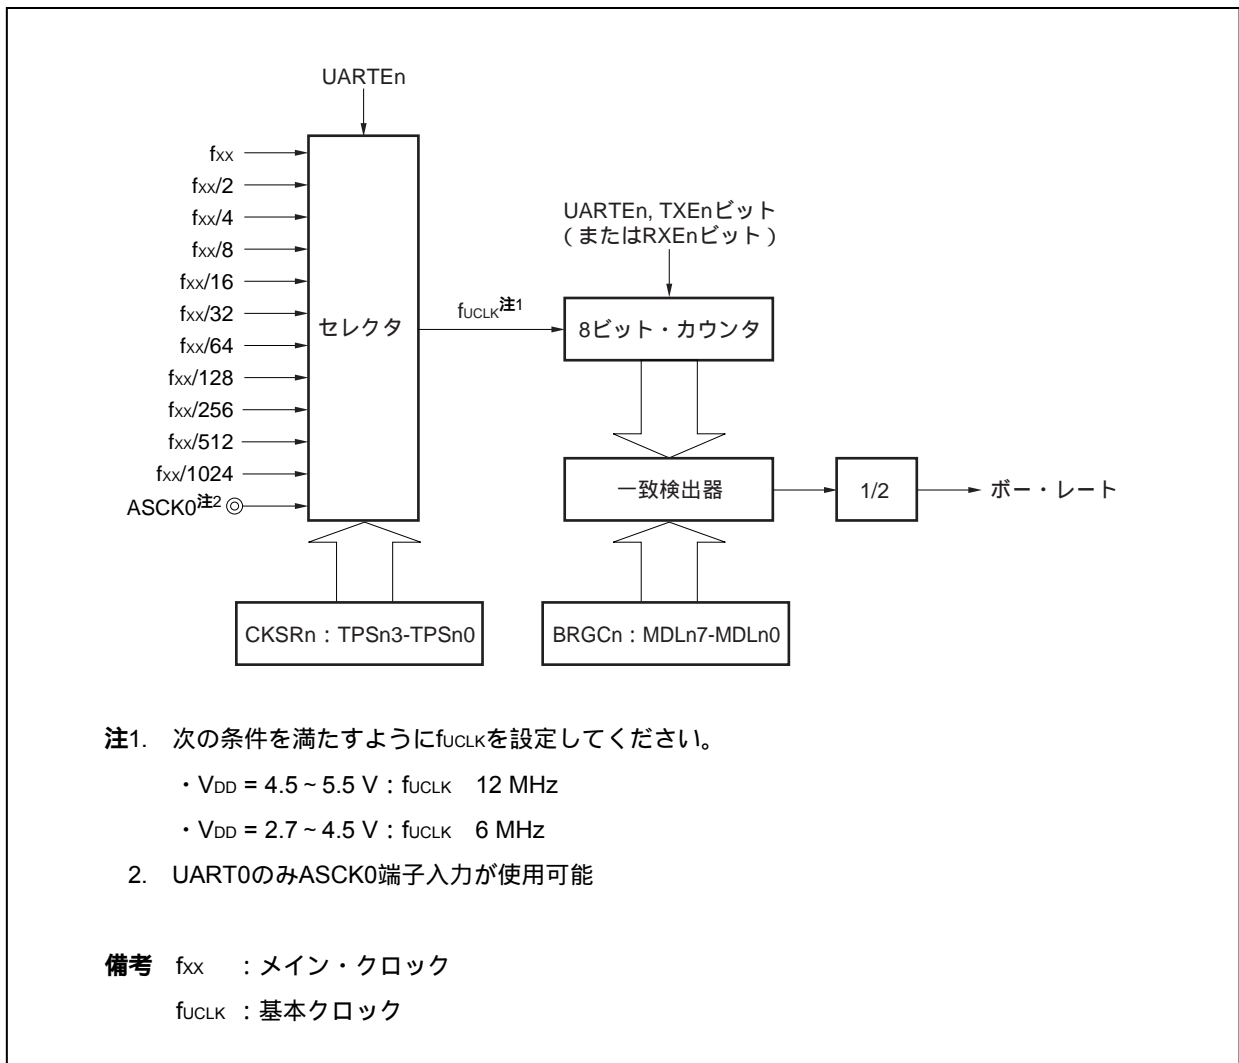 UARTEn
fXX
fXX/2
fXX/4
fXX/8
fXX/16
fXX/32
fXX/64
fXX/128
fXX/256
fXX/512
fXX/1024
ASCK0注2
セレクタ
fUCLK注1
UARTEn, TXEnビット
（またはRXEnビット）
8ビット・カウンタ
一致検出器
1/2
ボー・レート
CKSRn：TPSn3-TPSn0
BRGCn：MDLn7-MDLn0
注1. 次の条件を満たすようにfUCLKを設定してください。
・VDD = 4.5～5.5 V：fUCLK 12 MHz
・VDD = 2.7～4.5 V：fUCLK 6 MHz
2. UART0のみASCK0端子入力が使用可能
備考 fXX ：メイン・クロック
fUCLK ：基本クロック